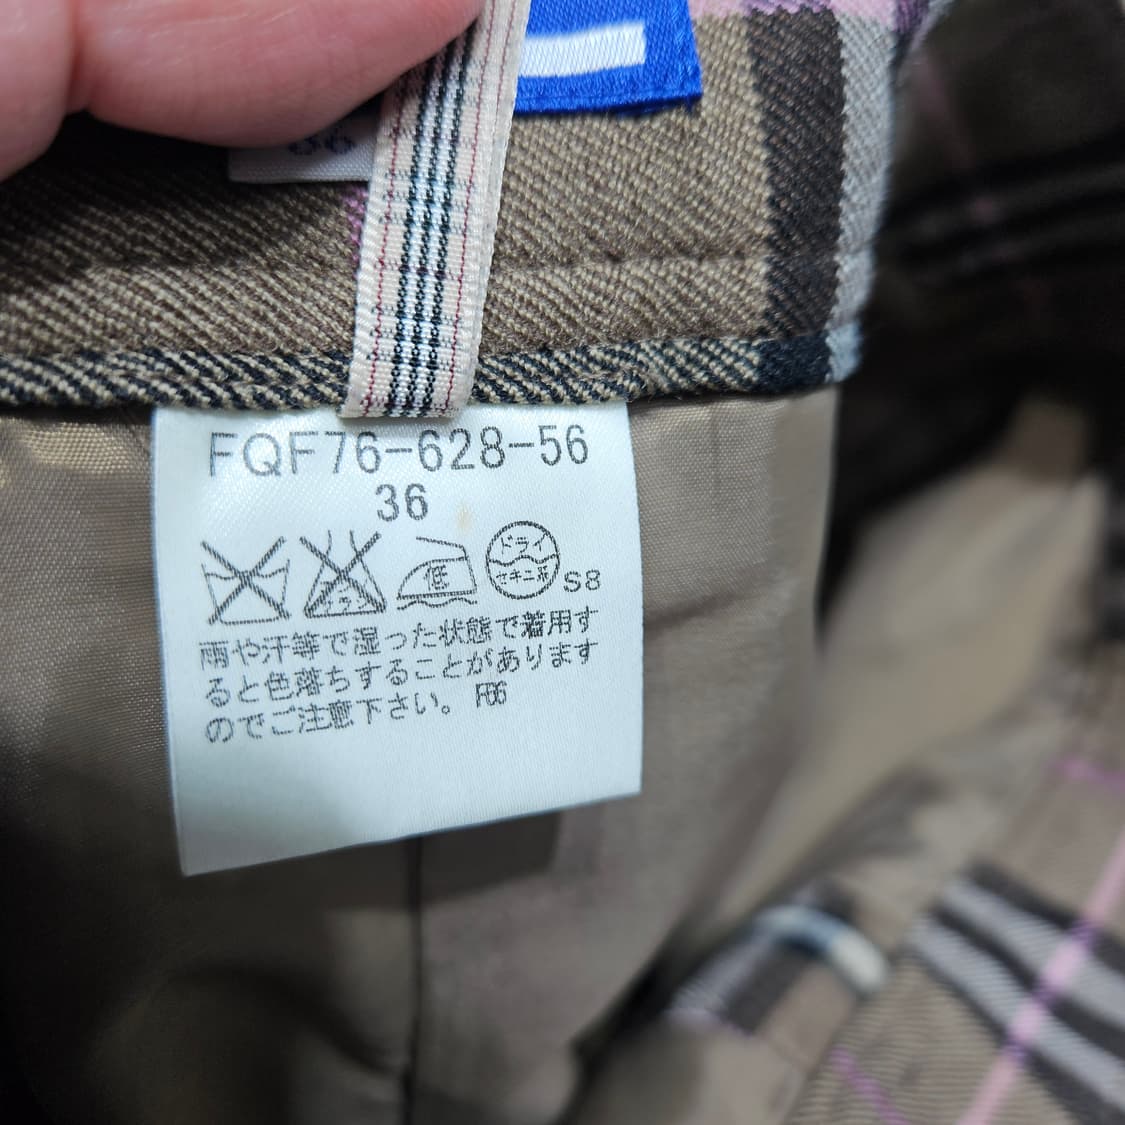 36
FQF76-628-56
36
低
ドライ
セキユ系
S8
雨や汗等で湿った状態で着用す
ると色落ちすることがあります
のでご注意下さい。 F06